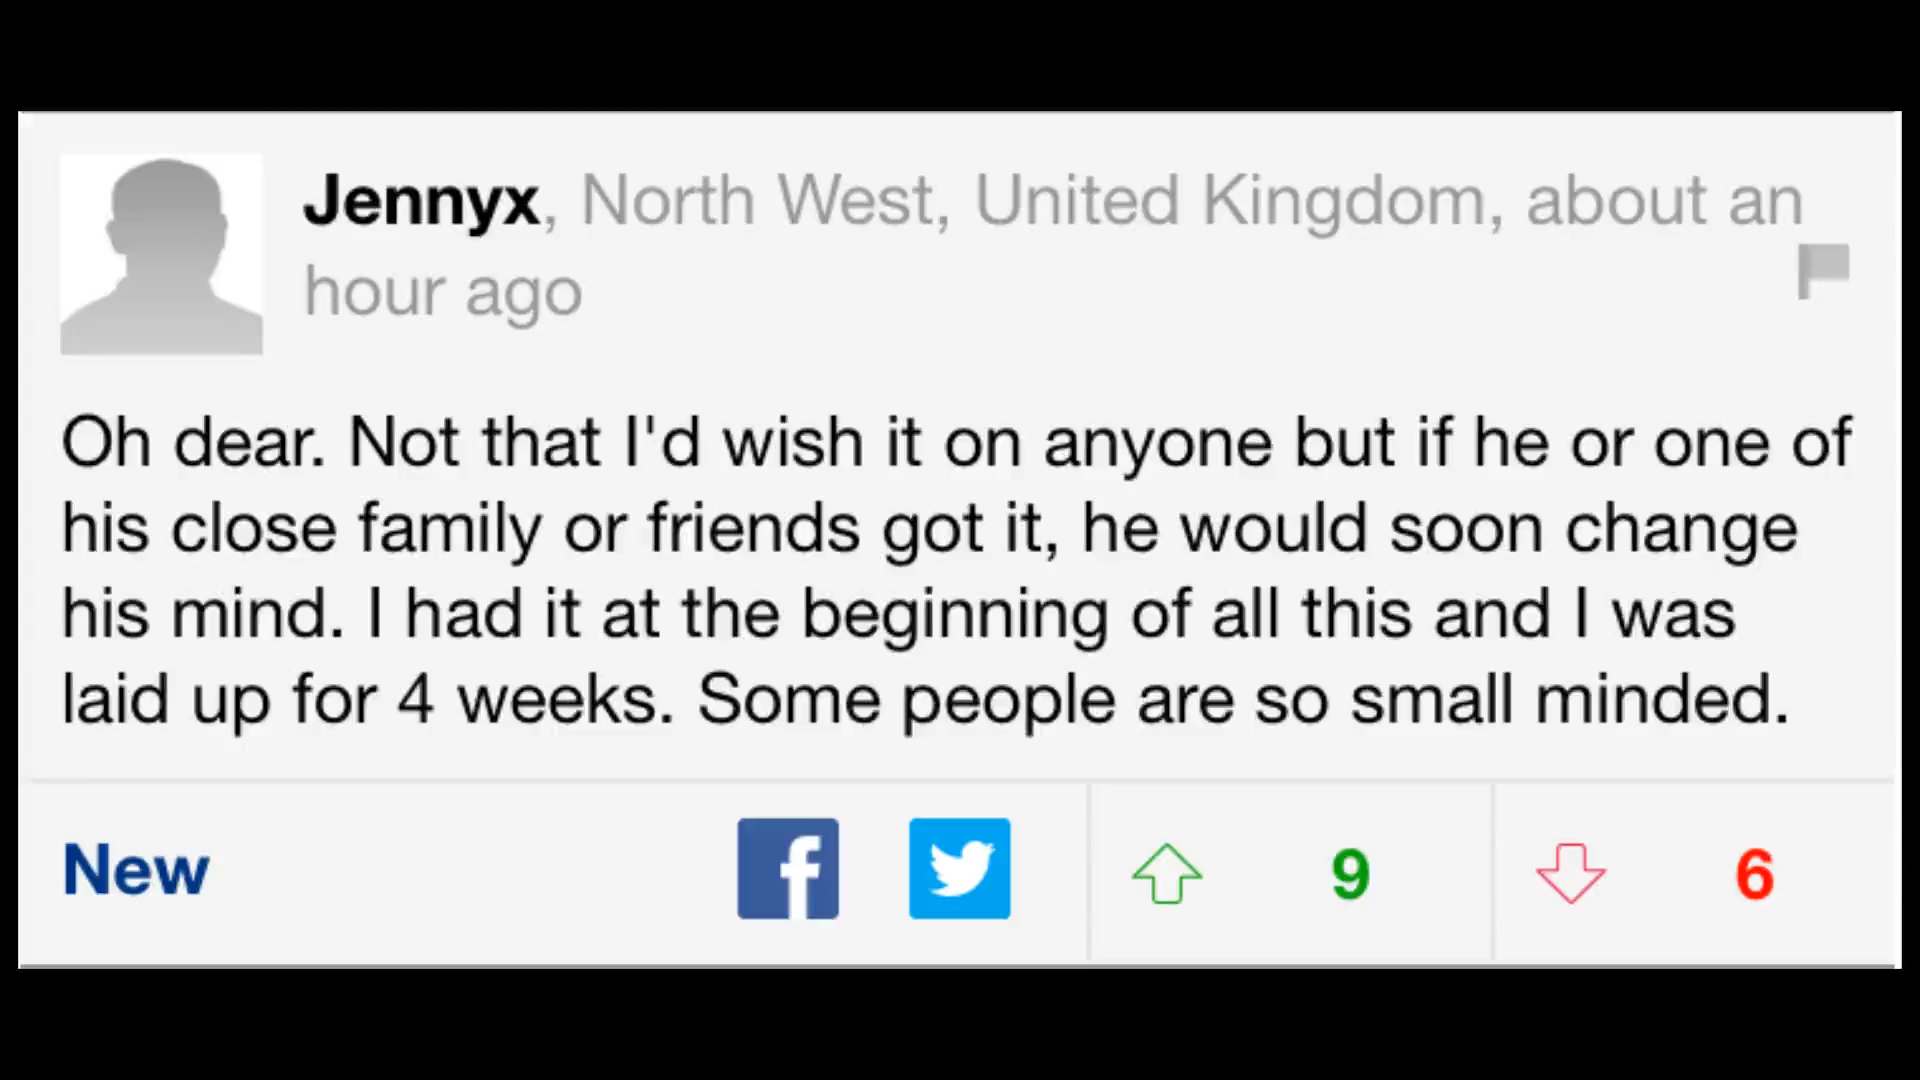 Jennyx, North West, United Kingdom, about an
hour ago
Oh dear. Not that I'd wish it on anyone but if he or one of
his close family or friends got it, he would soon change
his mind. I had it at the beginning of all this and I was
laid up for 4 weeks. Some people are so small minded.
New 9 6